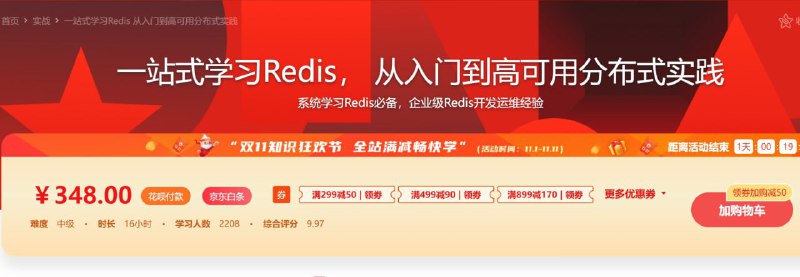 首页 > 实战 > 一站式学习Redis 从入门到高可用分布式实践
一站式学习Redis， 从入门到高可用分布式实践
系统学习Redis必备，企业级Redis开发运维经验
“双11知识狂欢节 全站满减畅快学” (活动时间：11.1-11.11) 距离活动结束 1天 : 00 : 19
¥348.00 花呗付款 京东白条 券 满299减50 | 领券 满499减90 | 领券 满899减170 | 领券 更多优惠券 领券加购减50
加购物车
难度 中级 · 时长 16小时 · 学习人数 2208 · 综合评分 9.97